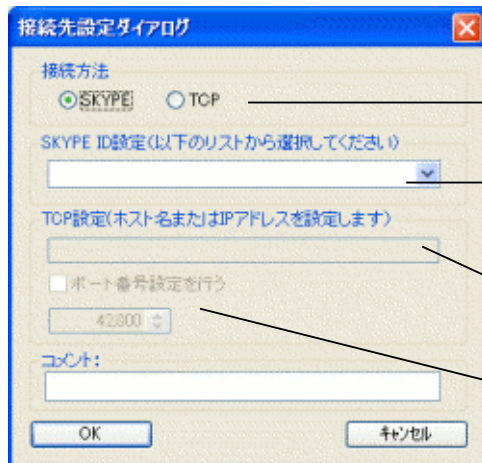 接続先設定ダイアログ
接続方法
SKYPE TCP
SKYPE ID設定(以下のリストから選択してください)
TCP設定(ホスト名またはIPアドレスを設定します)
ポート番号設定を行う
42,800
コメント:
OK キャンセル